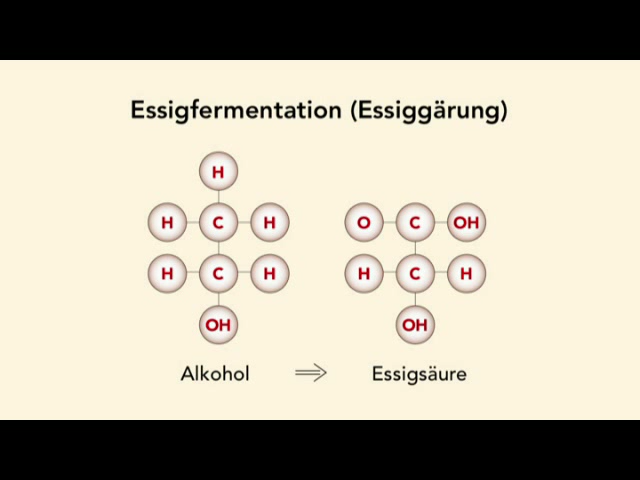 Essigfermentation (Essiggärung)
H
H C H O C OH
H C H H C H
OH OH
Alkohol ⇒ Essigsäure